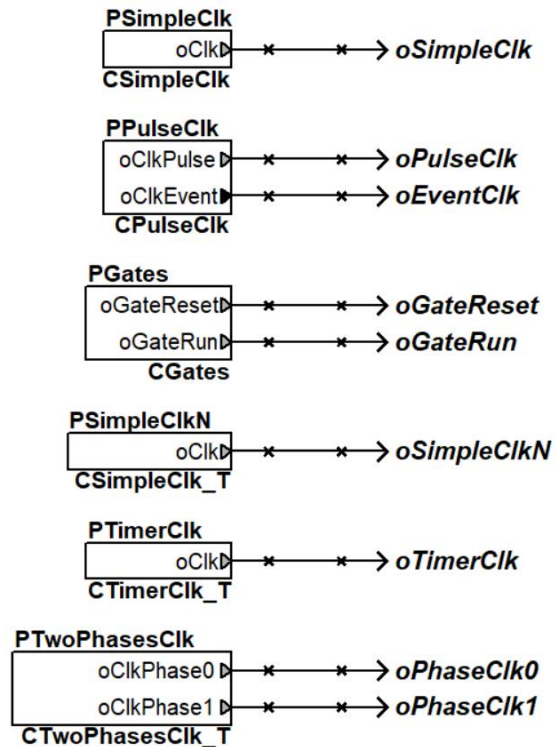 PSimpleClk
oClk oSimpleClk
CSimpleClk
PPulseClk
oClkPulse oPulseClk
oClkEvent oEventClk
CPulseClk
PGates
oGateReset oGateReset
oGateRun oGateRun
CGates
PSimpleClkN
oClk oSimpleClkN
CSimpleClk_T
PTimerClk
oClk oTimerClk
CTimerClk_T
PTwoPhasesClk
oClkPhase0 oPhaseClk0
oClkPhase1 oPhaseClk1
CTwoPhasesClk_T